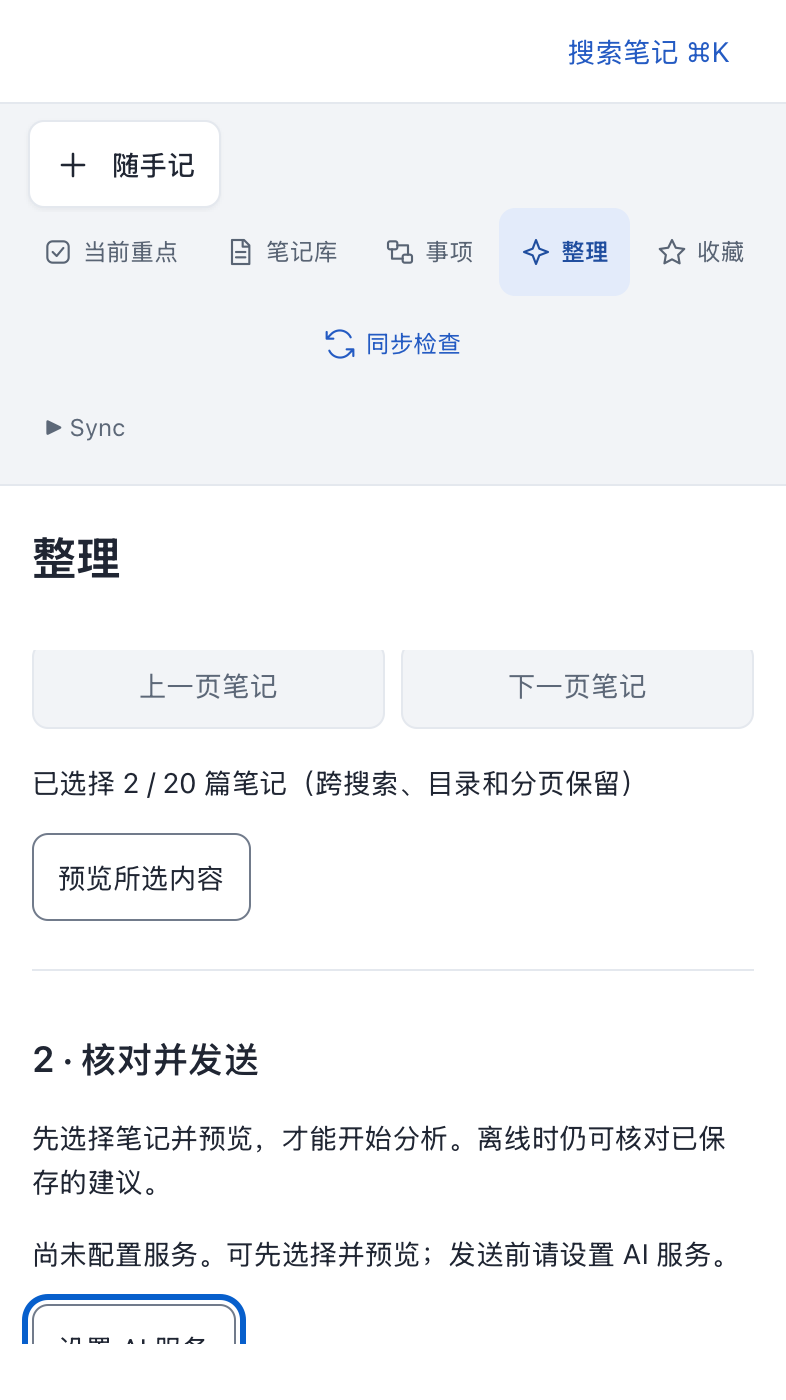 搜索笔记 ⌘K
随手记
当前重点 笔记库 事项 整理 收藏
同步检查
Sync
整理
上一页笔记 下一页笔记
已选择 2 / 20 篇笔记（跨搜索、目录和分页保留）
预览所选内容
2 · 核对并发送
先选择笔记并预览，才能开始分析。离线时仍可核对已保
存的建议。
尚未配置服务。可先选择并预览；发送前请设置 AI 服务。
设置 AI 服务